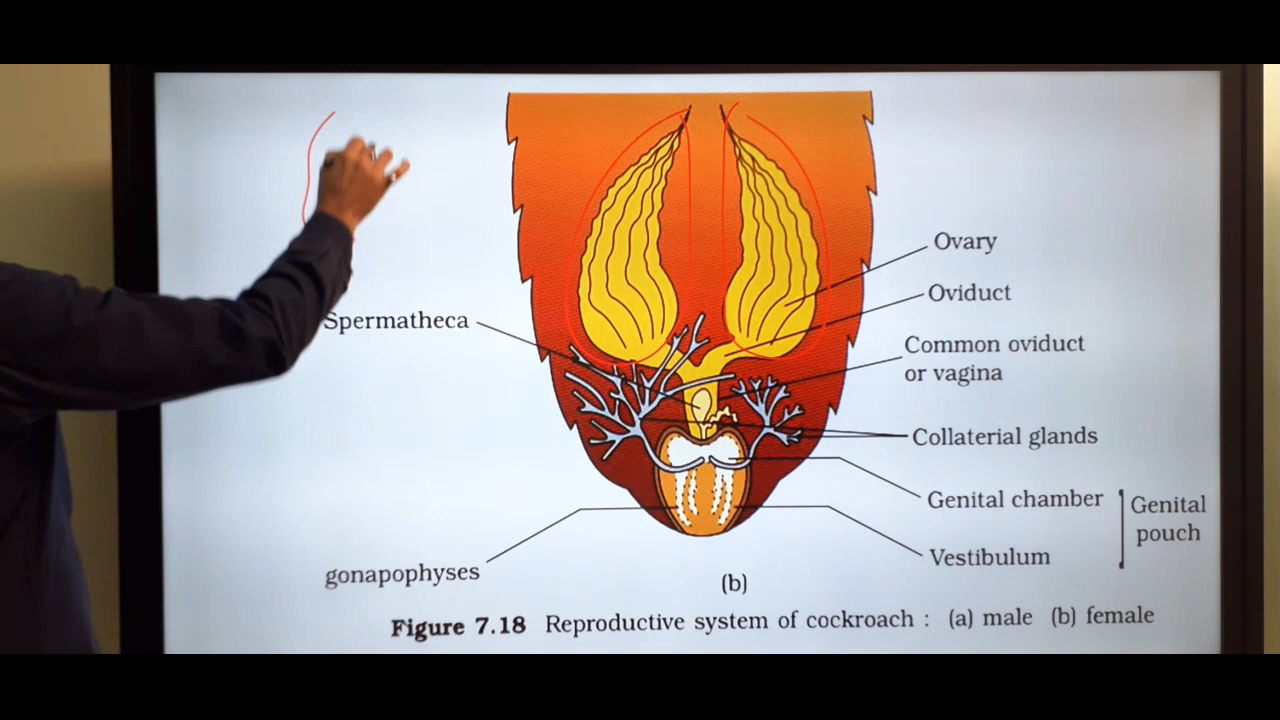 Ovary
Oviduct
Spermatheca
Common oviduct
or vagina
Collaterial glands
Genital chamber
Genital
pouch
Vestibulum
gonapophyses
(b)
Figure 7.18 Reproductive system of cockroach : (a) male (b) female